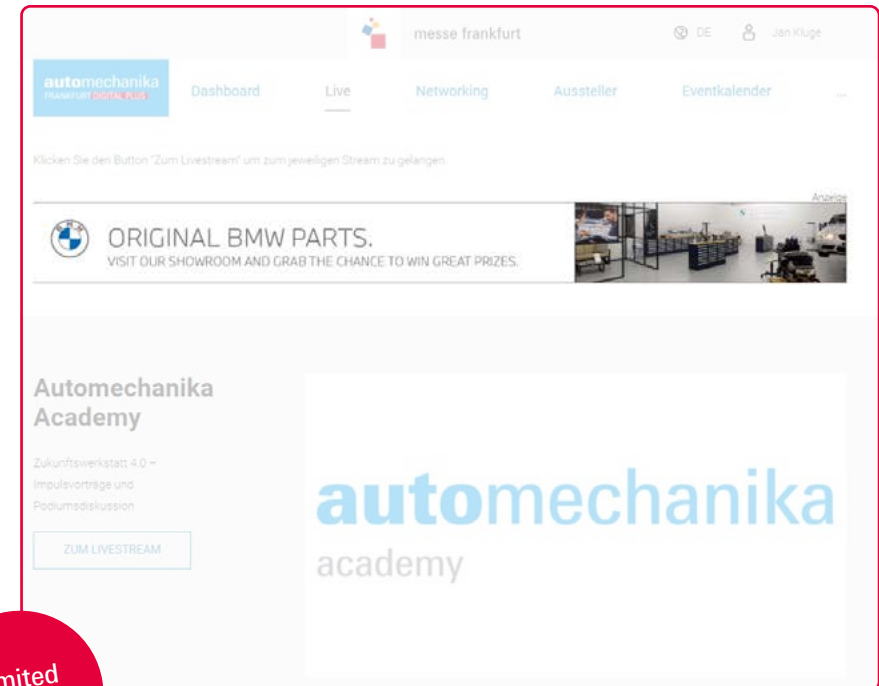 messe frankfurt
DE
Jan Kluge
automechanika
FRANKFURT DIGITAL PLUS
Dashboard
Live
Networking
Aussteller
Eventkalender
...
Klicken Sie den Button "Zum Livestream" um zum jeweiligen Stream zu gelangen.
Anzeige
BMW
ORIGINAL BMW PARTS.
VISIT OUR SHOWROOM AND GRAB THE CHANCE TO WIN GREAT PRIZES.
Automechanika
Academy
Zukunftswerkstatt 4.0 –
Impulsvorträge und
Podiumsdiskussion
ZUM LIVESTREAM
automechanika
academy